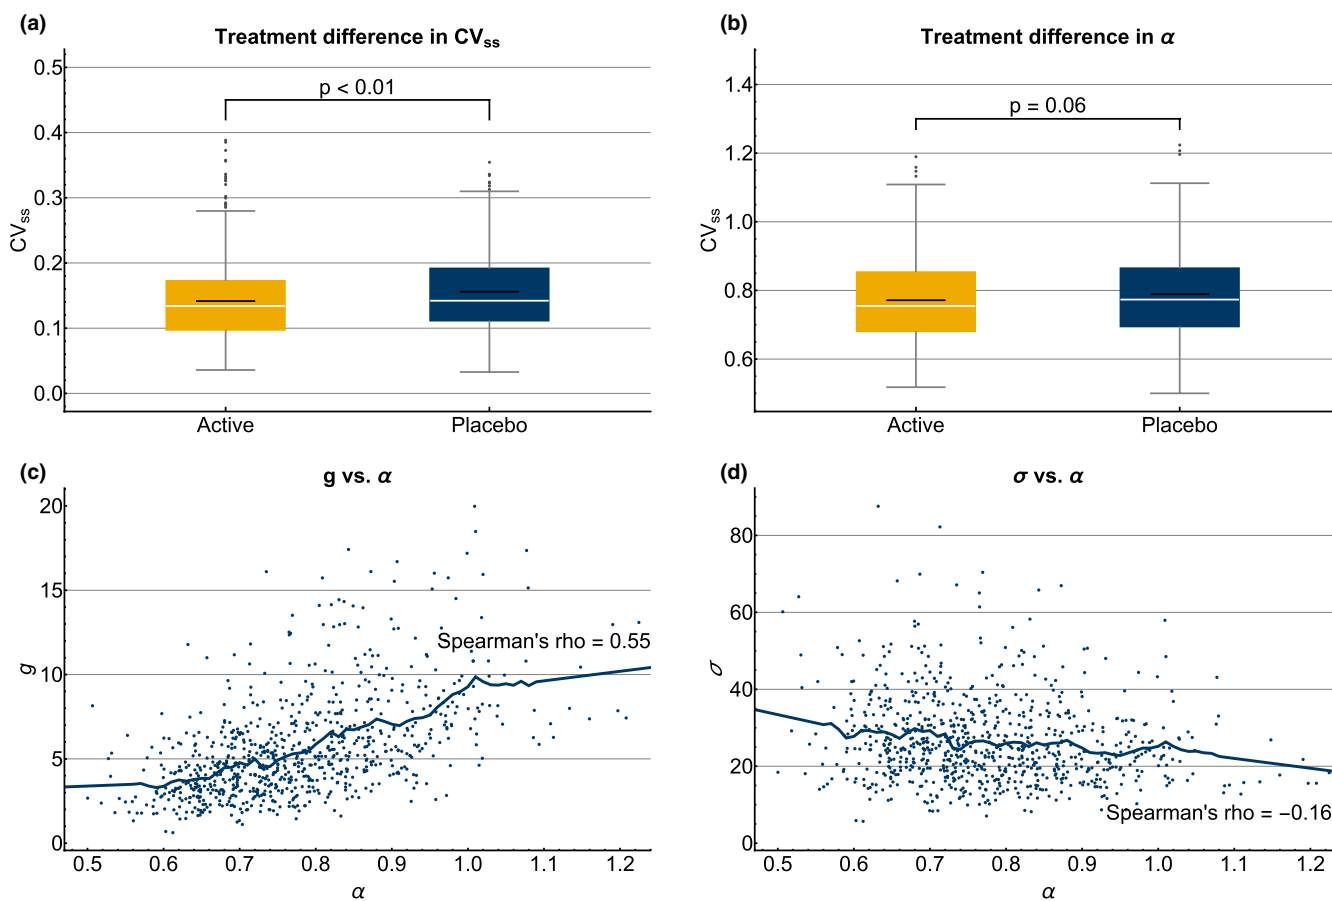 (a)
Treatment difference in CVss
0.5
0.4
0.3
0.2
0.1
0.0
CVss
p < 0.01
Active
Placebo
(b)
Treatment difference in α
1.4
1.2
1.0
0.8
0.6
CVss
p = 0.06
Active
Placebo
(c)
g vs. α
20
15
10
5
0
g
Spearman's rho = 0.55
0.5 0.6 0.7 0.8 0.9 1.0 1.1 1.2
α
(d)
σ vs. α
80
60
40
20
0
σ
Spearman's rho = −0.16
0.5 0.6 0.7 0.8 0.9 1.0 1.1 1.2
α